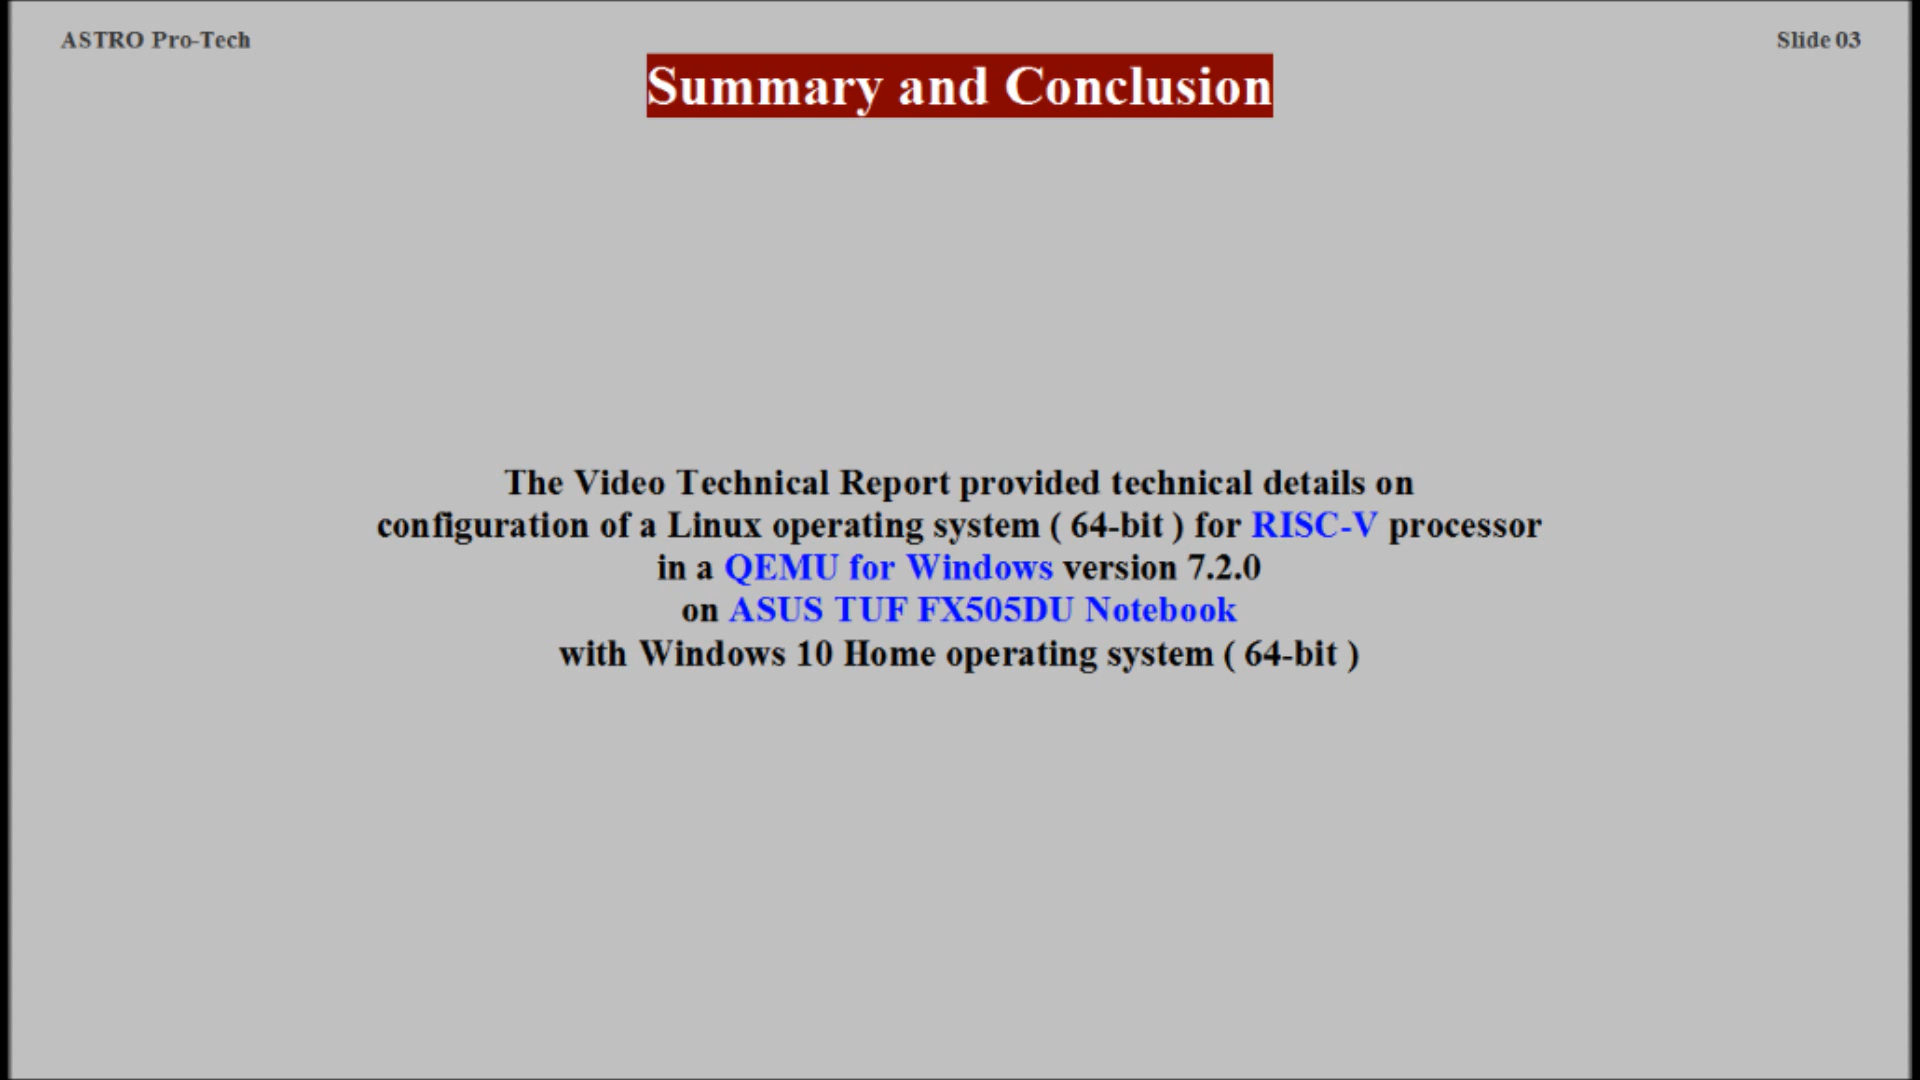 ASTRO Pro-Tech
Slide 03
Summary and Conclusion
The Video Technical Report provided technical details on
configuration of a Linux operating system ( 64-bit ) for RISC-V processor
in a QEMU for Windows version 7.2.0
on ASUS TUF FX505DU Notebook
with Windows 10 Home operating system ( 64-bit )